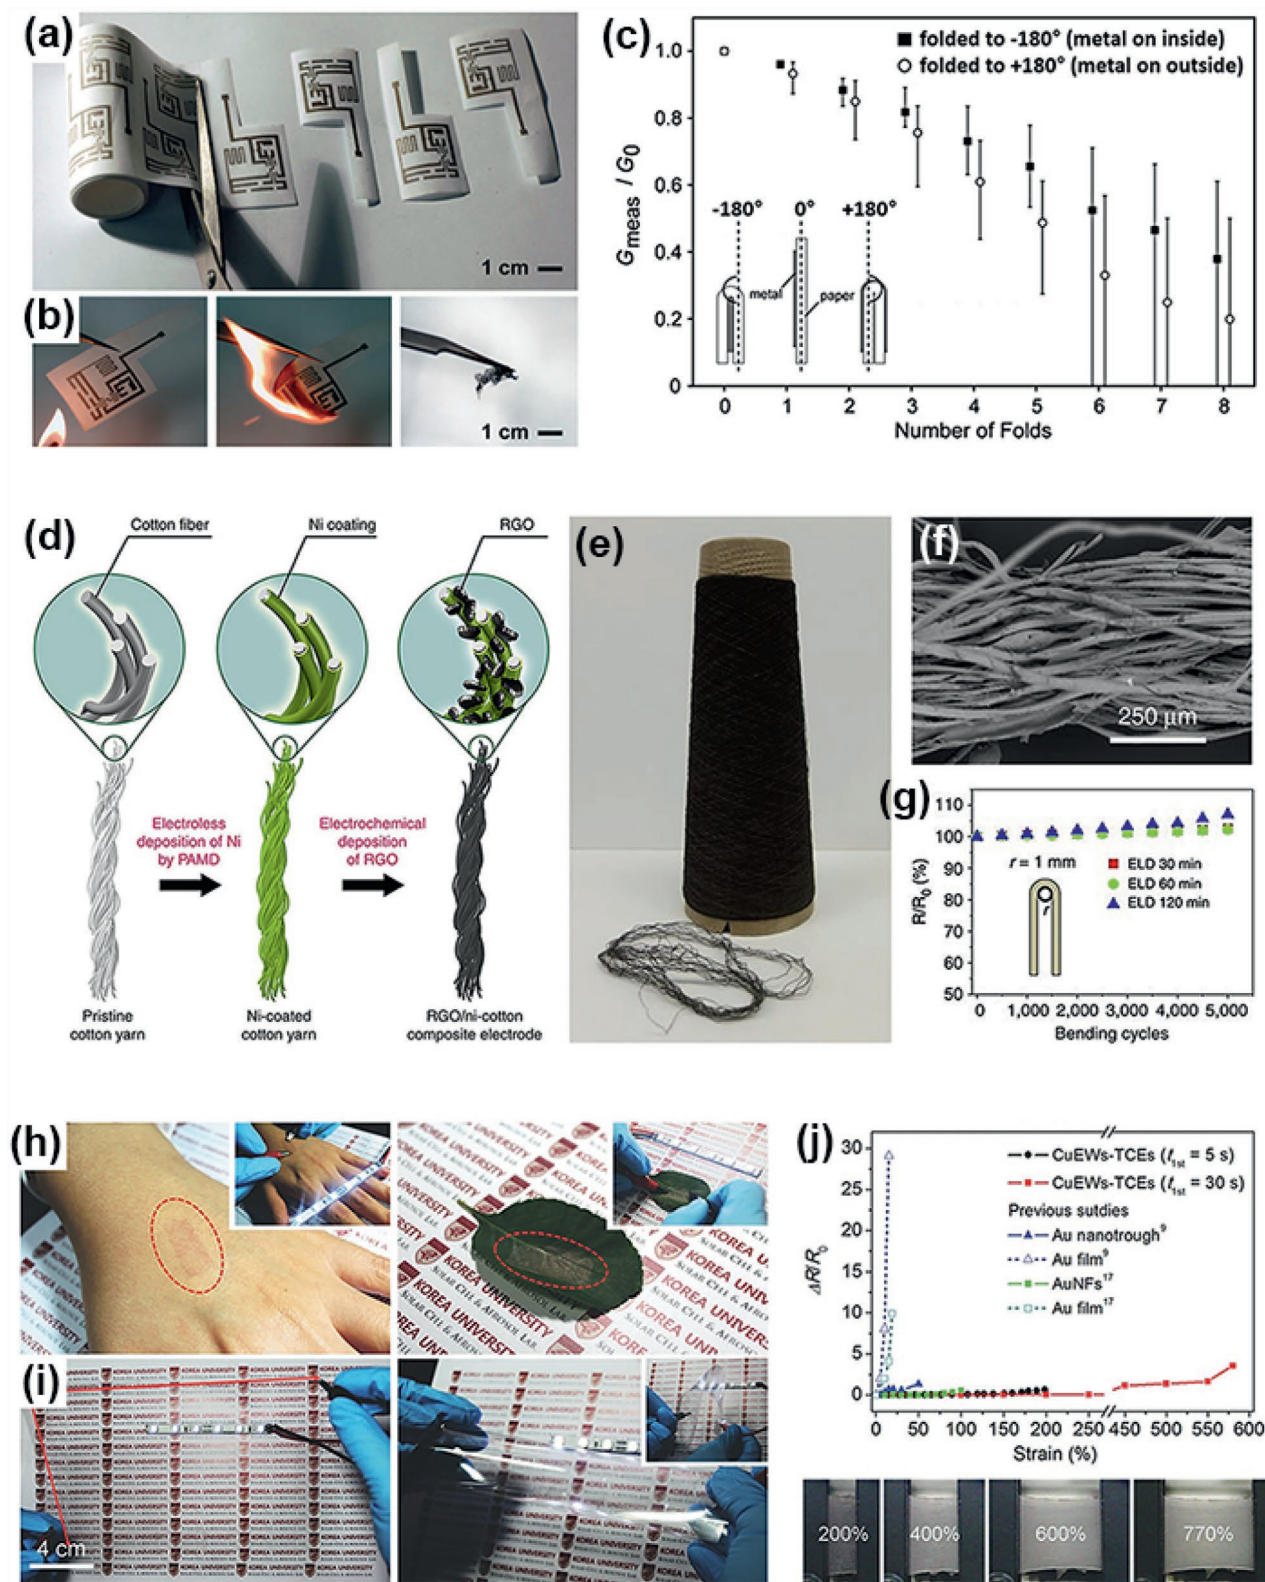 (a)
1 cm
(b)
1 cm
(c)
■ folded to -180° (metal on inside)
○ folded to +180° (metal on outside)
1.0
0.8
0.6
0.4
0.2
0
Gmeas / G0
-180°
0°
+180°
metal
paper
0 1 2 3 4 5 6 7 8
Number of Folds
(d)
Cotton fiber
Ni coating
RGO
Electroless
deposition of Ni
by PAMD
Electrochemical
deposition
of RGO
Pristine
cotton yarn
Ni-coated
cotton yarn
RGO/ni-cotton
composite electrode
(e)
(f)
250 μm
(g)
110
100
90
80
70
60
50
R/R0 (%)
r = 1 mm
r
ELD 30 min
ELD 60 min
ELD 120 min
0 1,000 2,000 3,000 4,000 5,000
Bending cycles
(h)
KOREA UNIVERSITY
SOLAR CELL & AEROSOL LAB.
(i)
KOREA UNIVERSITY
4 cm
(j)
30
25
20
15
10
5
0
ΔR/R0
CuEWs-TCEs (t1st = 5 s)
CuEWs-TCEs (t1st = 30 s)
Previous sutdies
Au nanotrough9
Au film9
AuNFs17
Au film17
0 50 100 150 200 250 450 500 550 600
Strain (%)
200%
400%
600%
770%